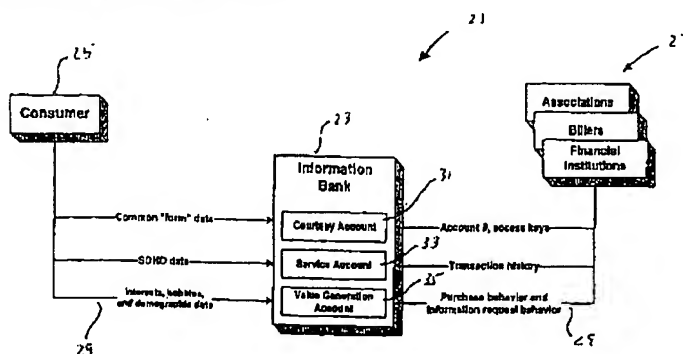 21
25
Consumer
23
Information
Bank
Associations
Billers
Financial
Institutions
31
Common "form" data
Courtesy Account
Account #, access keys
33
SOHO data
Service Account
Transaction history
35
Interests, hobbies,
and demographic data
Value Generation
Account
Purchase behavior and
information request behavior
29
29